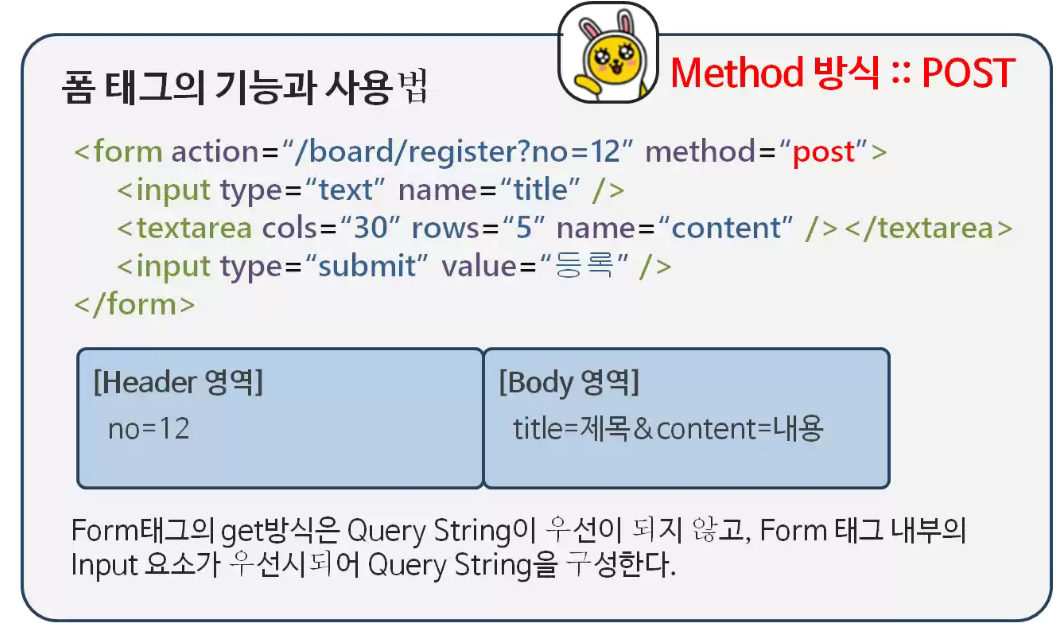 폼 태그의 기능과 사용법
Method 방식 :: POST
<form action=“/board/register?no=12” method=“post”>
<input type=“text” name=“title” />
<textarea cols=“30” rows=“5” name=“content” /></textarea>
<input type=“submit” value=“등록” />
</form>
[Header 영역]
no=12
[Body 영역]
title=제목&content=내용
Form태그의 get방식은 Query String이 우선이 되지 않고, Form 태그 내부의
Input 요소가 우선시되어 Query String을 구성한다.